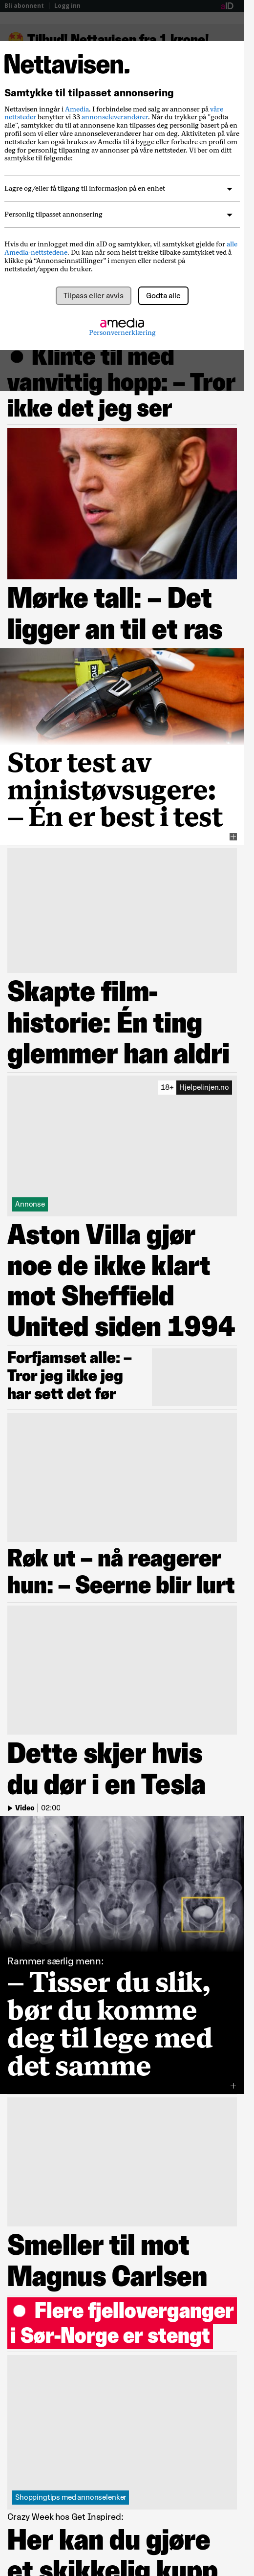 Bli abonnent | Logg inn
aID
Tilbud! Nettavisen fra 1 krone!
Nettavisen.
Samtykke til tilpasset annonsering
Nettavisen inngår i Amedia. I forbindelse med salg av annonser på våre
nettsteder benytter vi 33 annonseleverandører. Når du trykker på "godta
alle", samtykker du til at annonsene kan tilpasses deg personlig basert på en
profil som vi eller våre annonseleverandører har om deg. Aktiviteten på våre
nettsteder kan også brukes av Amedia til å bygge eller forbedre en profil om
deg for personlig tilpasning av annonser på våre nettsteder. Vi ber om ditt
samtykke til følgende:
Lagre og/eller få tilgang til informasjon på en enhet
Personlig tilpasset annonsering
Hvis du er innlogget med din aID og samtykker, vil samtykket gjelde for alle
Amedia-nettstedene. Du kan når som helst trekke tilbake samtykket ved å
klikke på “Annonseinnstillinger” i menyen eller nederst på
nettstedet/appen du bruker.
Tilpass eller avvis
Godta alle
amedia
Personvernerklæring
Klinte til med
vanvittig hopp: – Tror
ikke det jeg ser
Mørke tall: – Det
ligger an til et ras
Stor test av
ministøvsugere:
– Én er best i test
Skapte film-
historie: Én ting
glemmer han aldri
18+ Hjelpelinjen.no
Annonse
Aston Villa gjør
noe de ikke klart
mot Sheffield
United siden 1994
Forfjamset alle: –
Tror jeg ikke jeg
har sett det før
Røk ut – nå reagerer
hun: – Seerne blir lurt
Dette skjer hvis
du dør i en Tesla
Video | 02:00
Rammer særlig menn:
– Tisser du slik,
bør du komme
deg til lege med
det samme
Smeller til mot
Magnus Carlsen
Flere fjelloverganger
i Sør-Norge er stengt
Shoppingtips med annonselenker
Crazy Week hos Get Inspired:
Her kan du gjøre
et skikkelig kupp